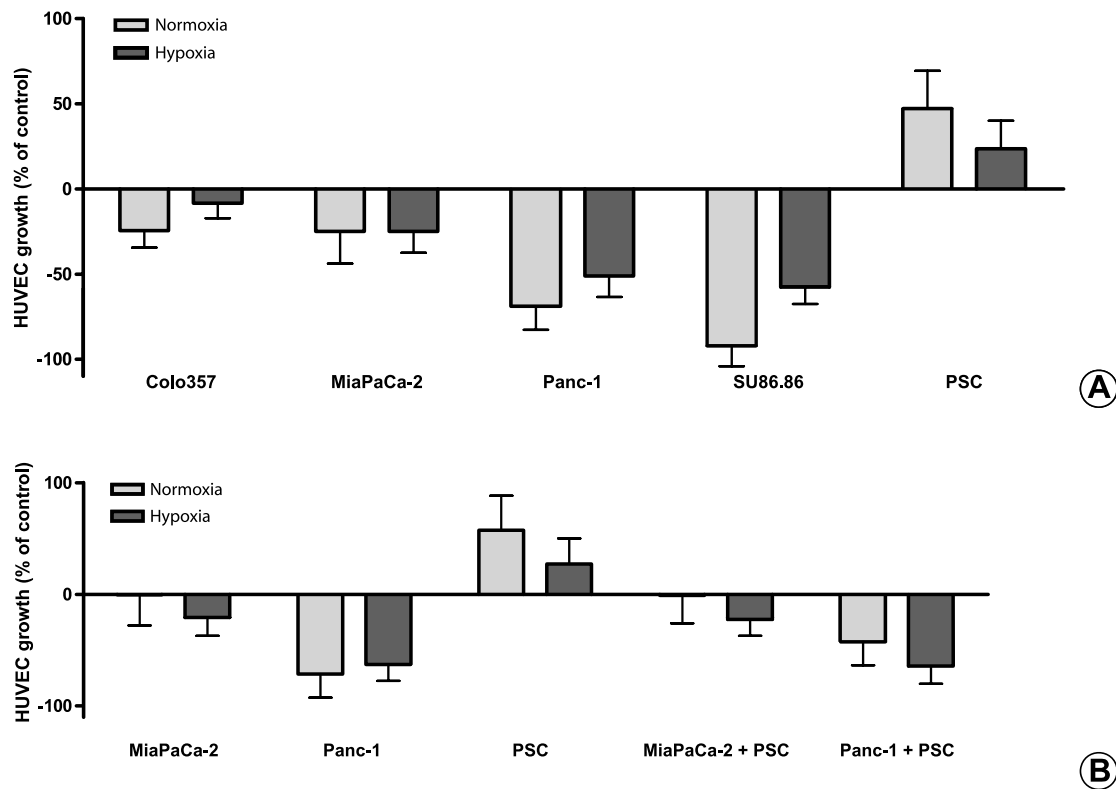 100
Normoxia
Hypoxia
50
0
-50
-100
HUVEC growth (% of control)
Colo357 MiaPaCa-2 Panc-1 SU86.86 PSC
A
100
Normoxia
Hypoxia
0
-100
HUVEC growth (% of control)
MiaPaCa-2 Panc-1 PSC MiaPaCa-2 + PSC Panc-1 + PSC
B